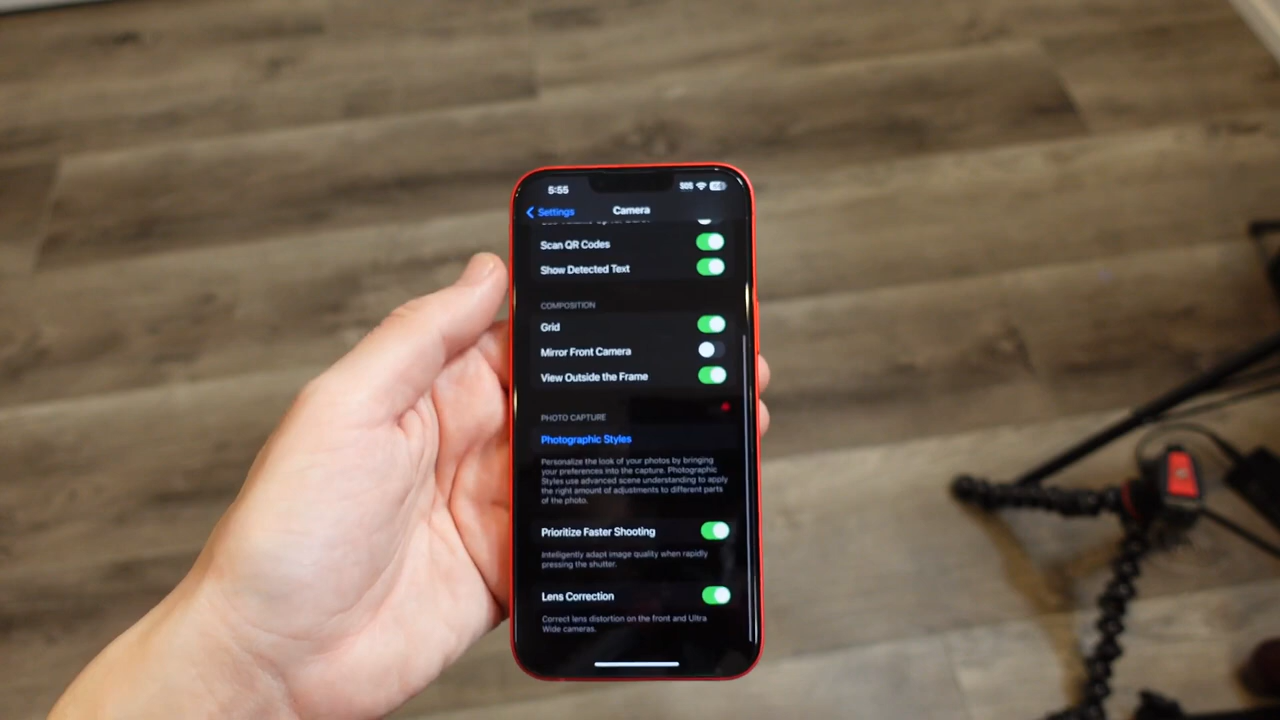 5:55
SOS
Settings
Camera
Scan QR Codes
Show Detected Text
COMPOSITION
Grid
Mirror Front Camera
View Outside the Frame
PHOTO CAPTURE
Photographic Styles
Personalize the look of your photos by bringing
your preferences into the capture. Photographic
Styles use advanced scene understanding to apply
the right amount of adjustments to different parts
of the photo.
Prioritize Faster Shooting
Intelligently adapt image quality when rapidly
pressing the shutter.
Lens Correction
Correct lens distortion on the front and Ultra
Wide cameras.